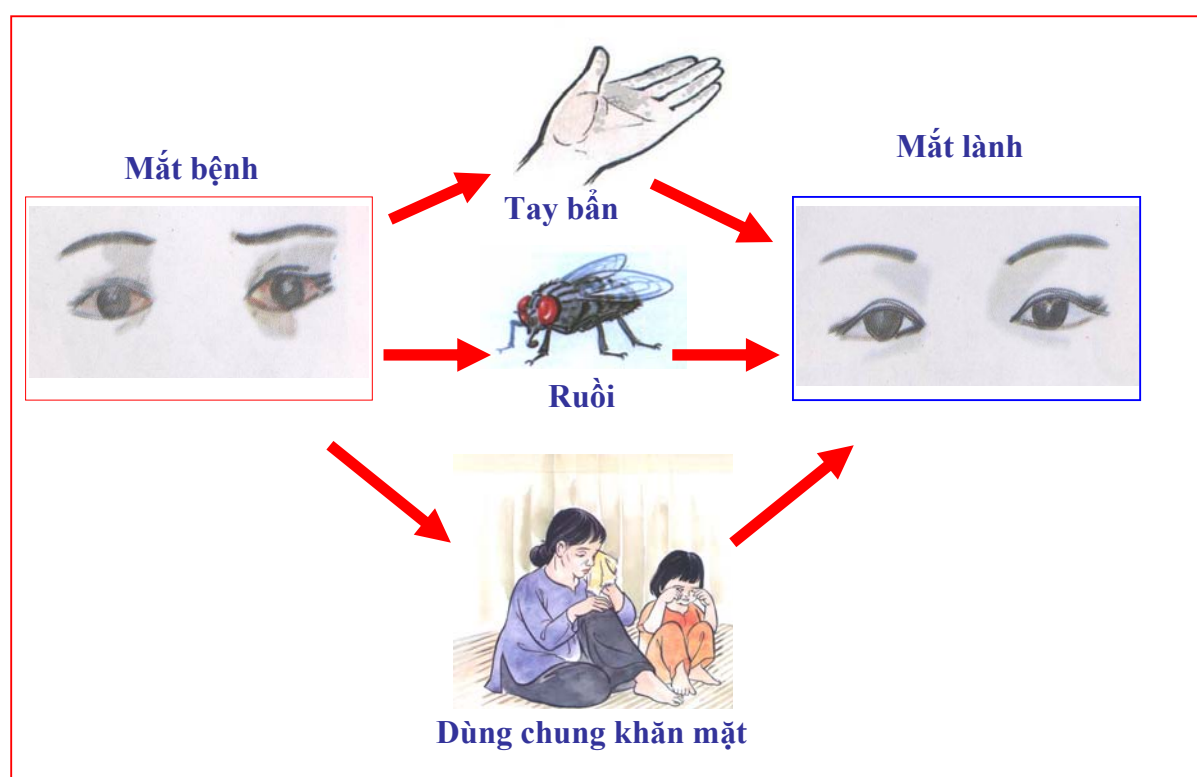 Mắt bệnh
Tay bẩn
Mắt lành
Ruồi
Dùng chung khăn mặt